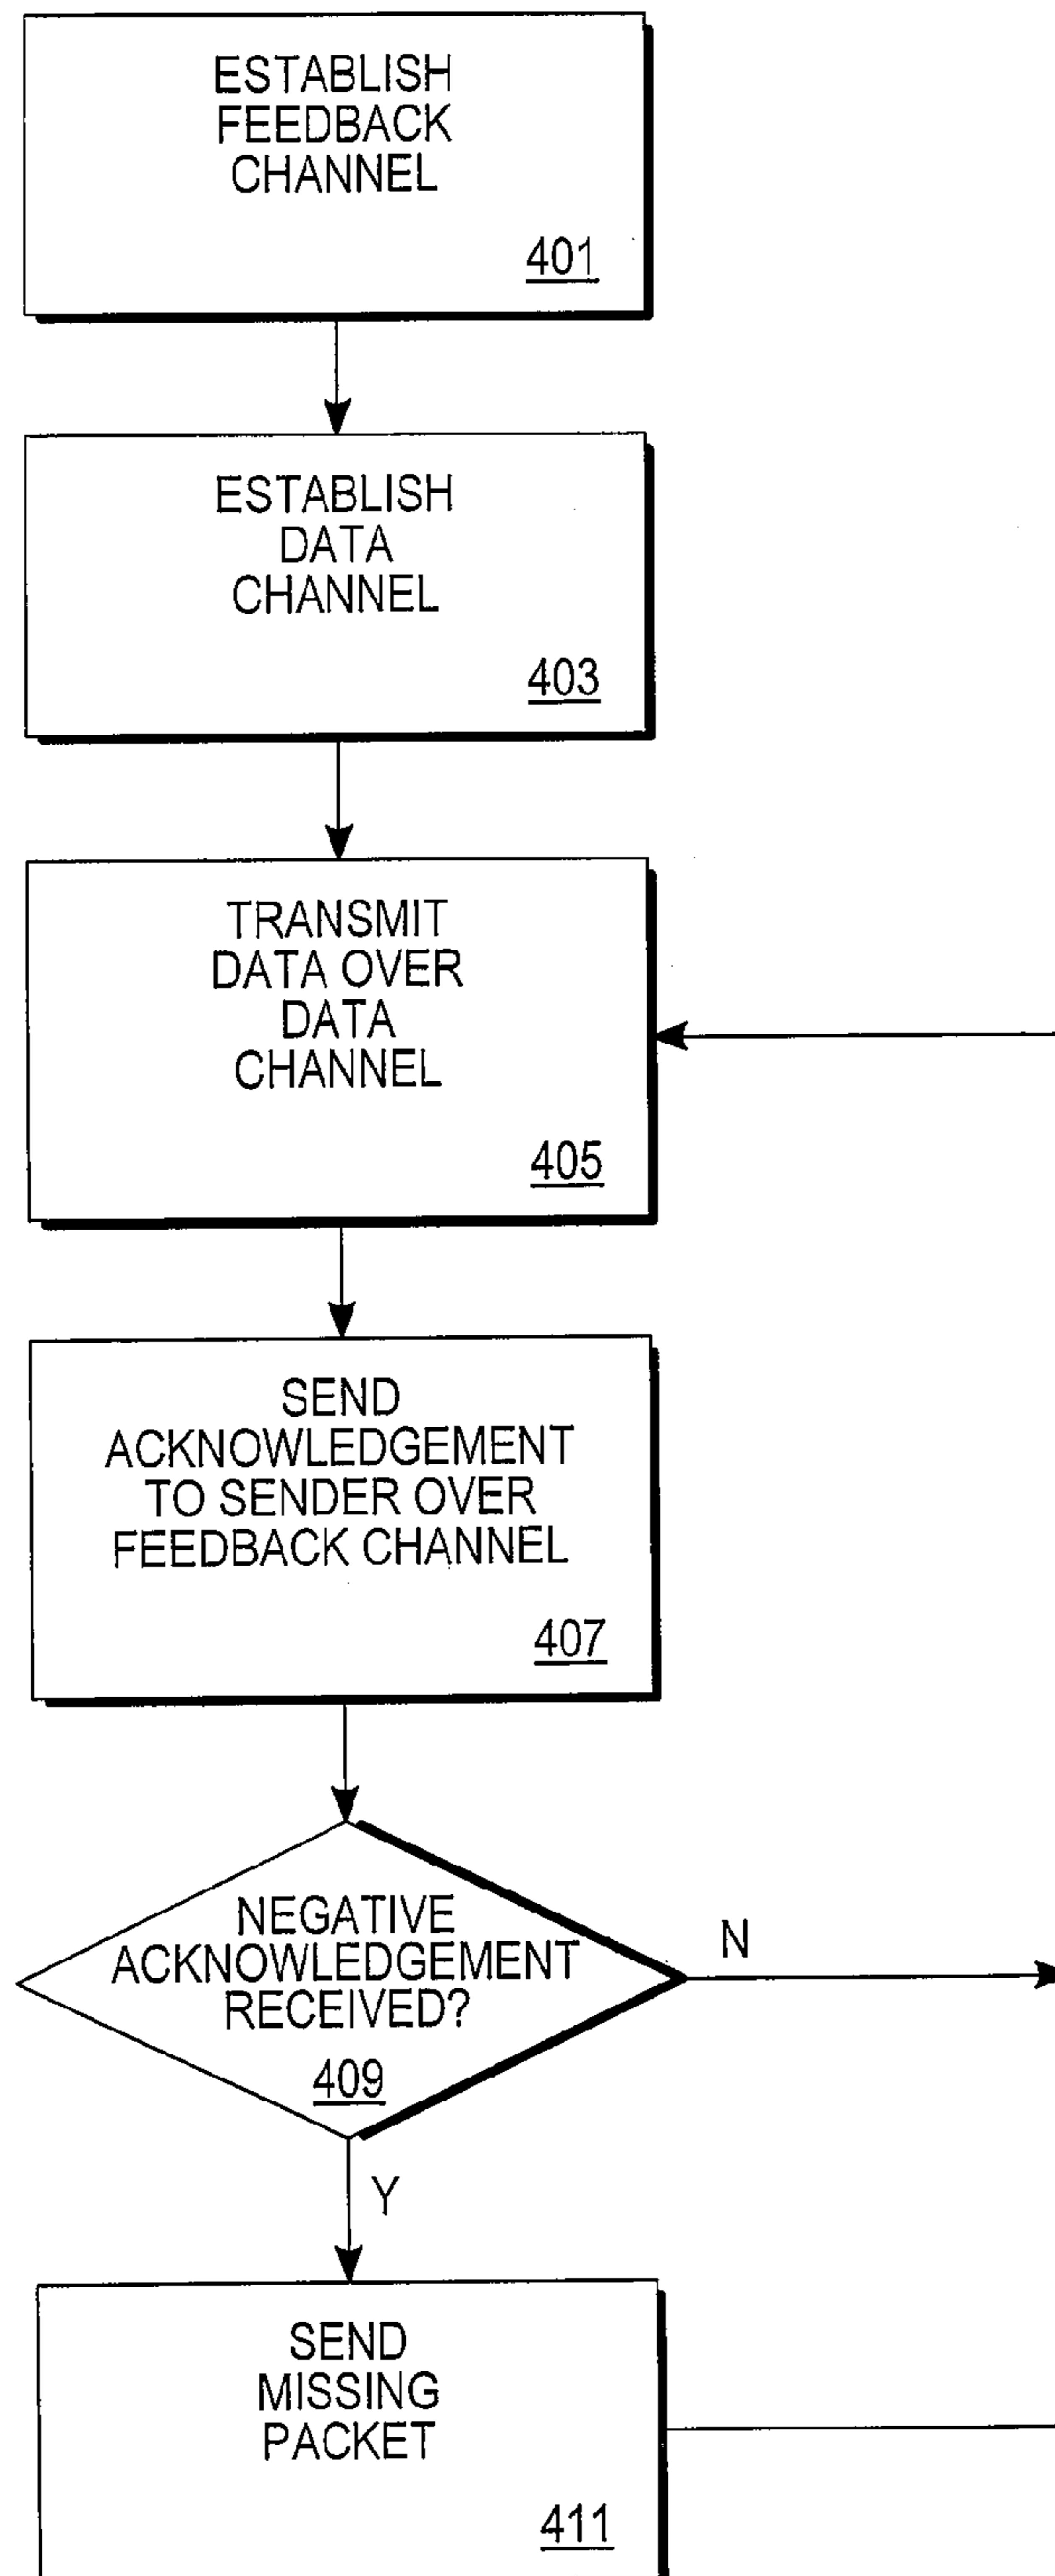 ESTABLISH
FEEDBACK
CHANNEL
401
ESTABLISH
DATA
CHANNEL
403
TRANSMIT
DATA OVER
DATA
CHANNEL
405
SEND
ACKNOWLEDGEMENT
TO SENDER OVER
FEEDBACK CHANNEL
407
NEGATIVE
ACKNOWLEDGEMENT
RECEIVED?
409
N
Y
SEND
MISSING
PACKET
411